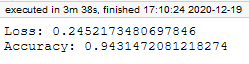 executed in 3m 38s, finished 17:10:24 2020-12-19
Loss: 0.2452173480697846
Accuracy: 0.9431472081218274